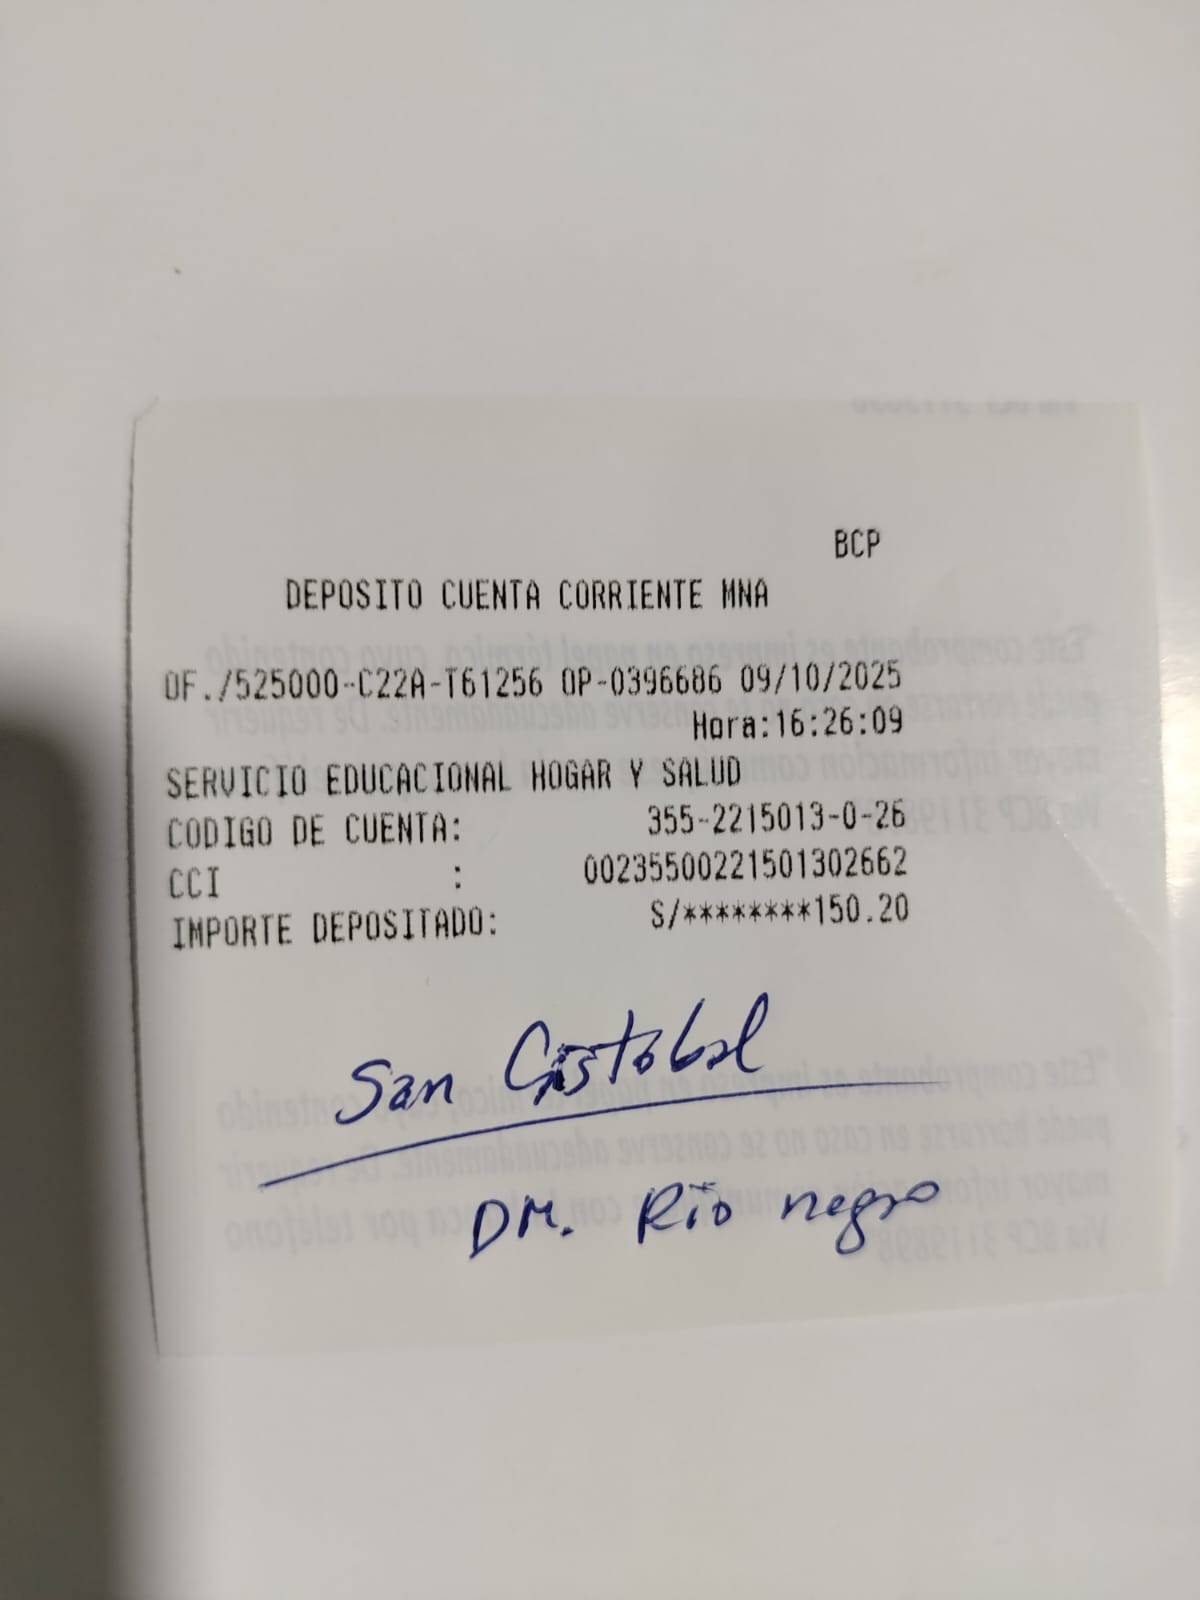 BCP
DEPOSITO CUENTA CORRIENTE MNA
OF./525000-C22A-T61256 OP-0396686 09/10/2025
Hora:16:26:09
SERVICIO EDUCACIONAL HOGAR Y SALUD
CODIGO DE CUENTA: 355-2215013-0-26
CCI : 00235500221501302662
IMPORTE DEPOSITADO: S/********150.20
San Cristobal
DM. Rio negro